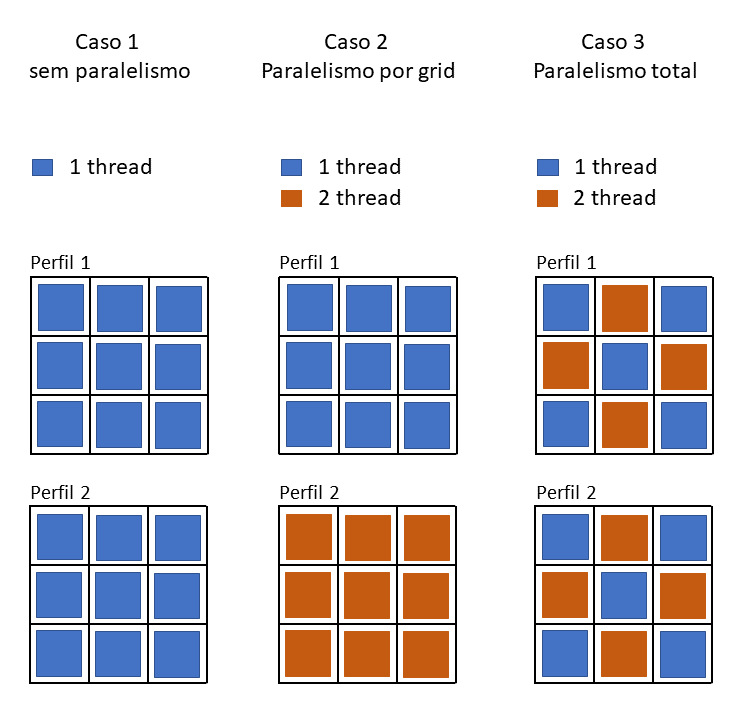 Caso 1
sem paralelismo
Caso 2
Paralelismo por grid
Caso 3
Paralelismo total
1 thread
1 thread
2 thread
1 thread
2 thread
Perfil 1
Perfil 1
Perfil 1
Perfil 2
Perfil 2
Perfil 2